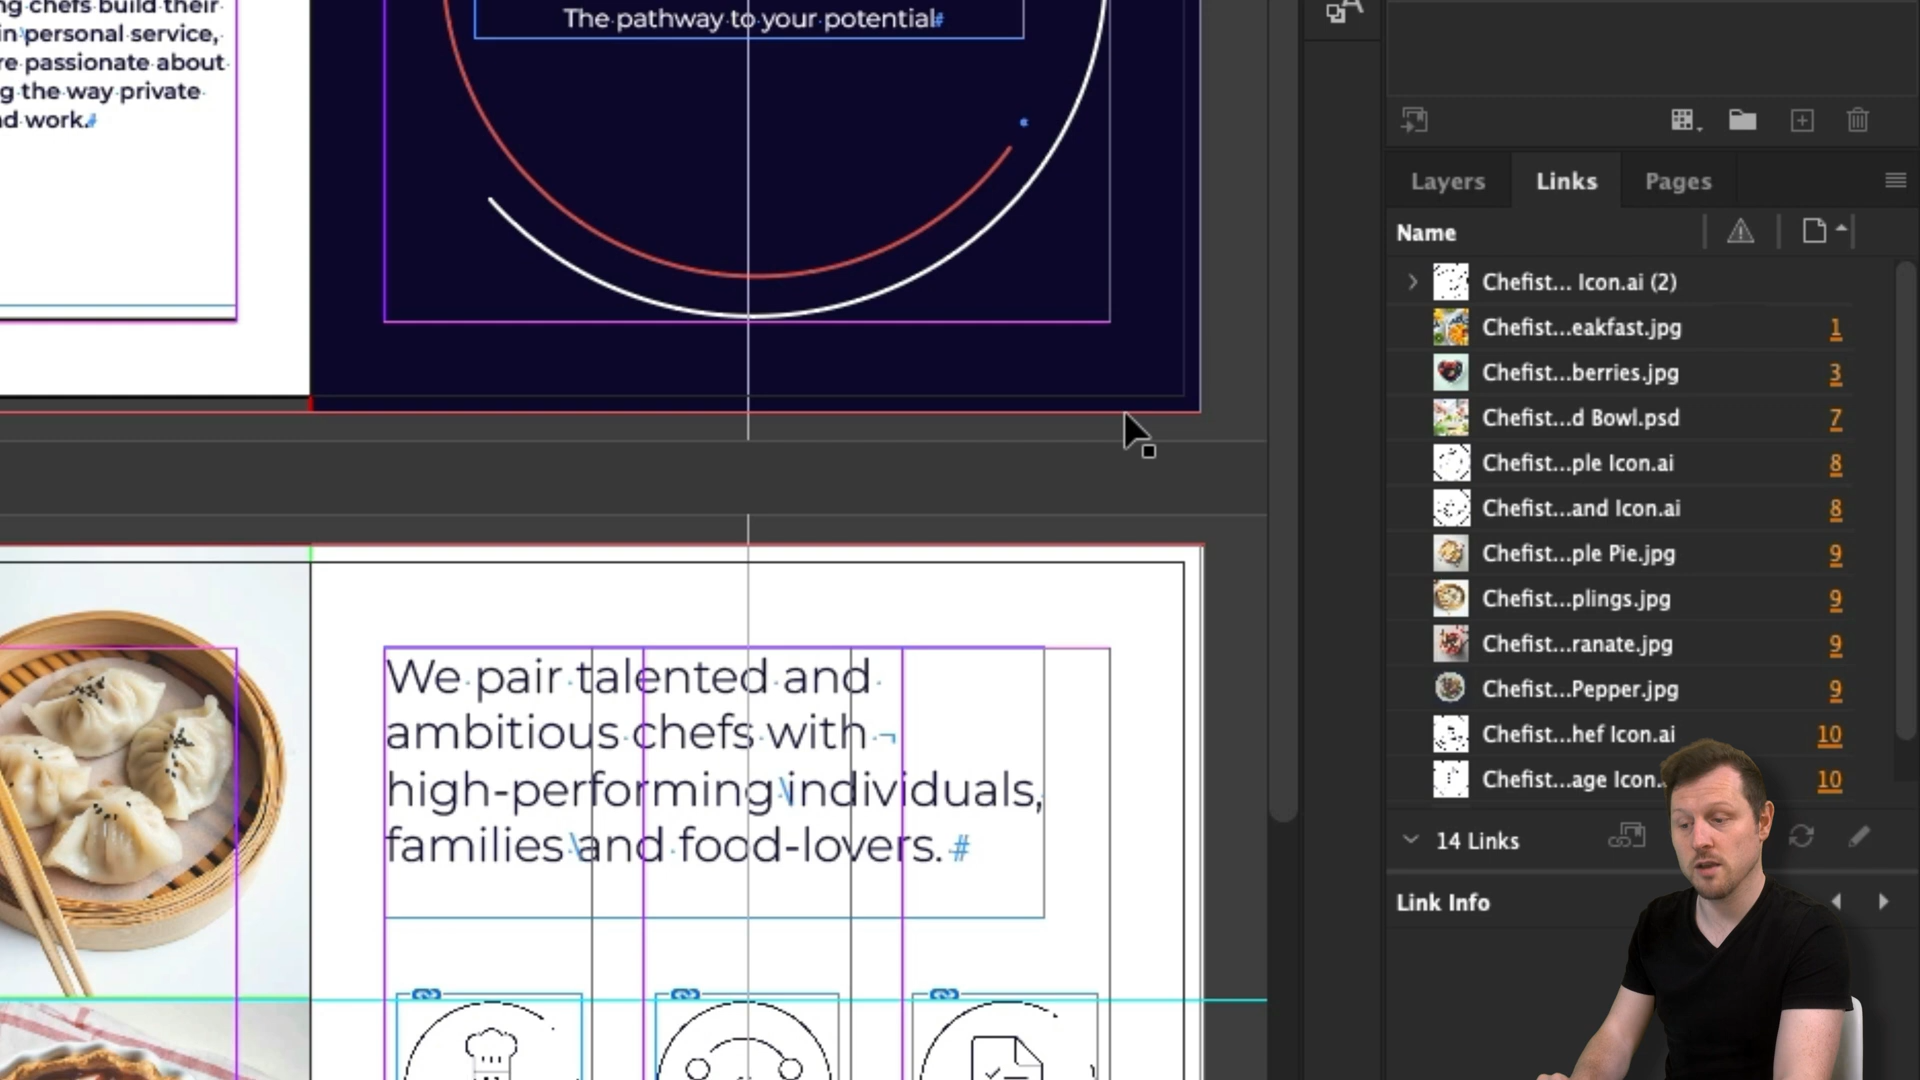 ng chefs build their
in personal service,
re passionate about
g the way private
nd work.
The pathway to your potential
We pair talented and
ambitious chefs with
high-performing individuals,
families and food-lovers.
Layers
Links
Pages
Name
Chefist... Icon.ai (2)
Chefist...eakfast.jpg 1
Chefist...berries.jpg 3
Chefist...d Bowl.psd 7
Chefist...ple Icon.ai 8
Chefist...and Icon.ai 8
Chefist...ple Pie.jpg 9
Chefist...plings.jpg 9
Chefist...ranate.jpg 9
Chefist...Pepper.jpg 9
Chefist...hef Icon.ai 10
Chefist...age Icon. 10
14 Links
Link Info